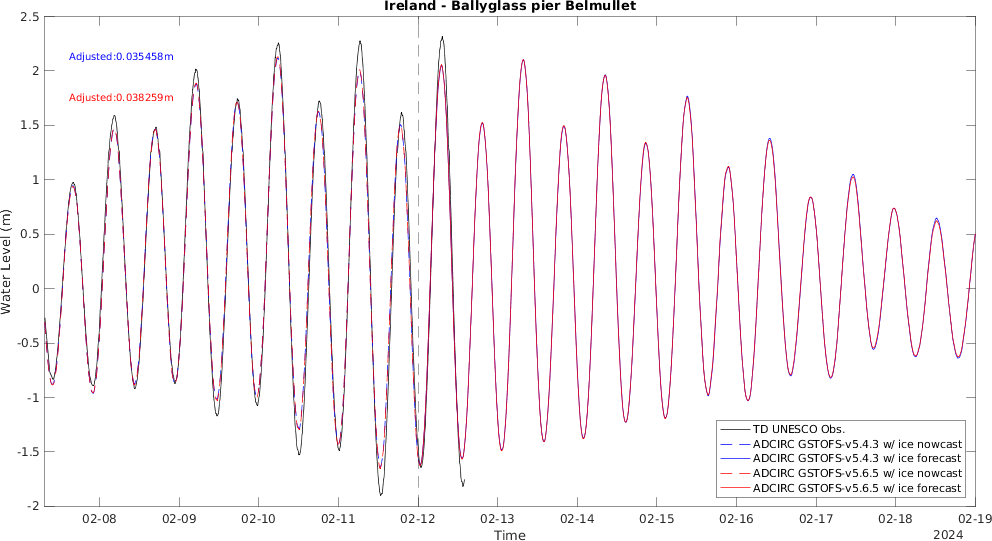 Ireland - Ballyglass pier Belmullet
2.5
2
1.5
1
0.5
0
-0.5
-1
-1.5
-2
Water Level (m)
Adjusted:0.035458m
Adjusted:0.038259m
TD UNESCO Obs.
ADCIRC GSTOFS-v5.4.3 w/ ice nowcast
ADCIRC GSTOFS-v5.4.3 w/ ice forecast
ADCIRC GSTOFS-v5.6.5 w/ ice nowcast
ADCIRC GSTOFS-v5.6.5 w/ ice forecast
02-08 02-09 02-10 02-11 02-12 02-13 02-14 02-15 02-16 02-17 02-18 02-19
Time
2024